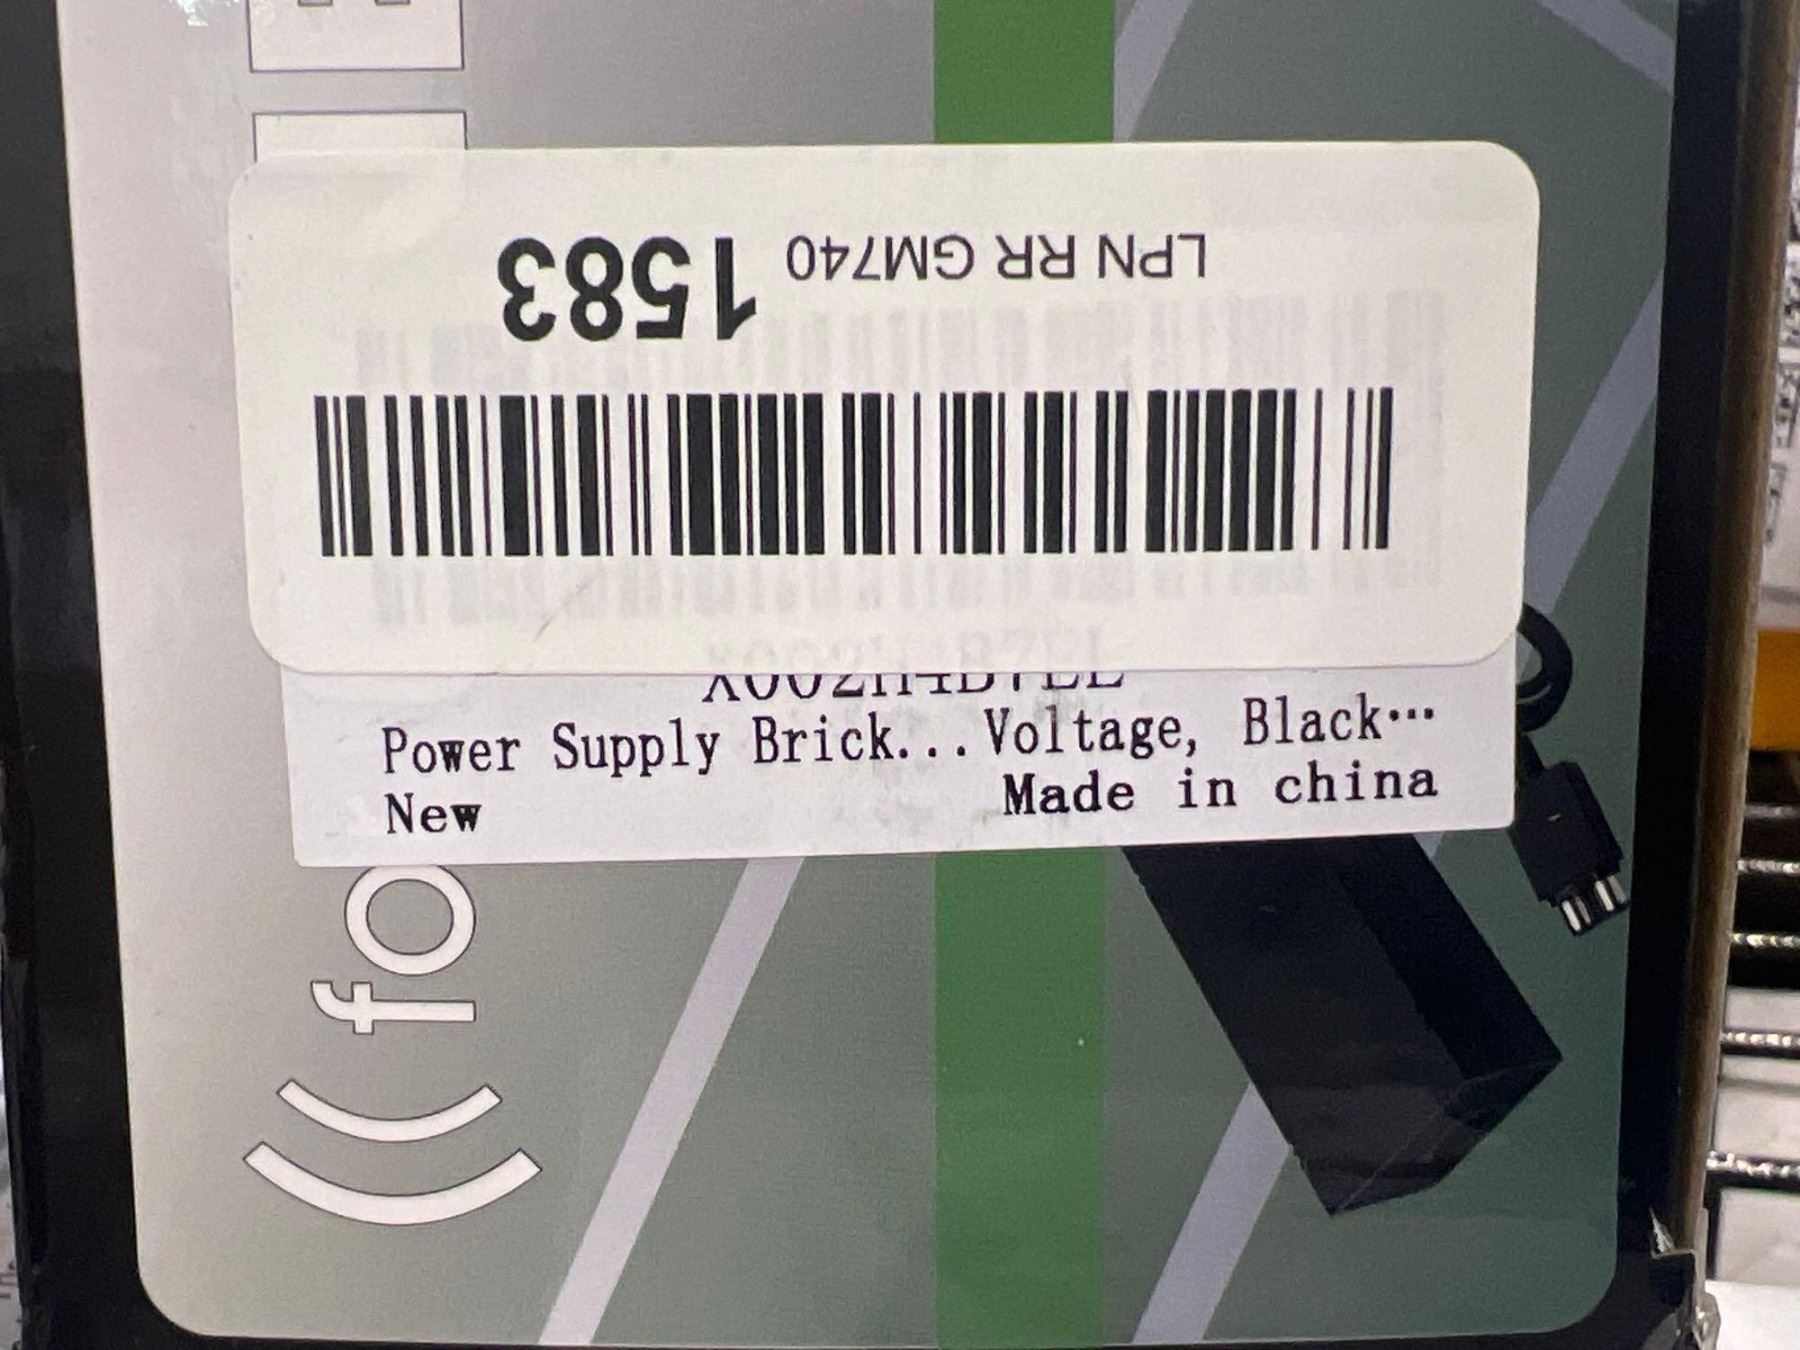 LPN RR GM740 1583
Power Supply Brick...Voltage, Black…
New
Made in china
fo